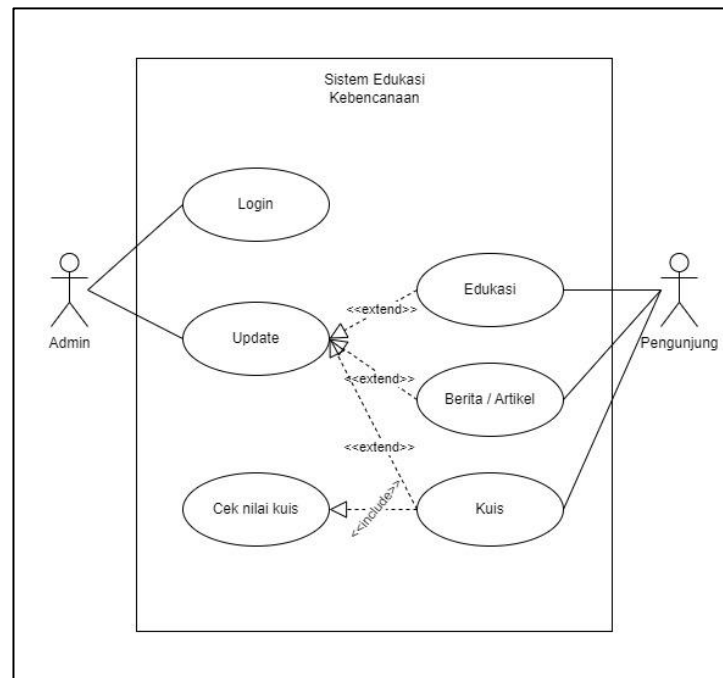 Sistem Edukasi
Kebencanaan
Login
Edukasi
<<extend>>
Admin
Update
Pengunjung
<<extend>>
Berita / Artikel
<<extend>>
Cek nilai kuis
<<include>>
Kuis